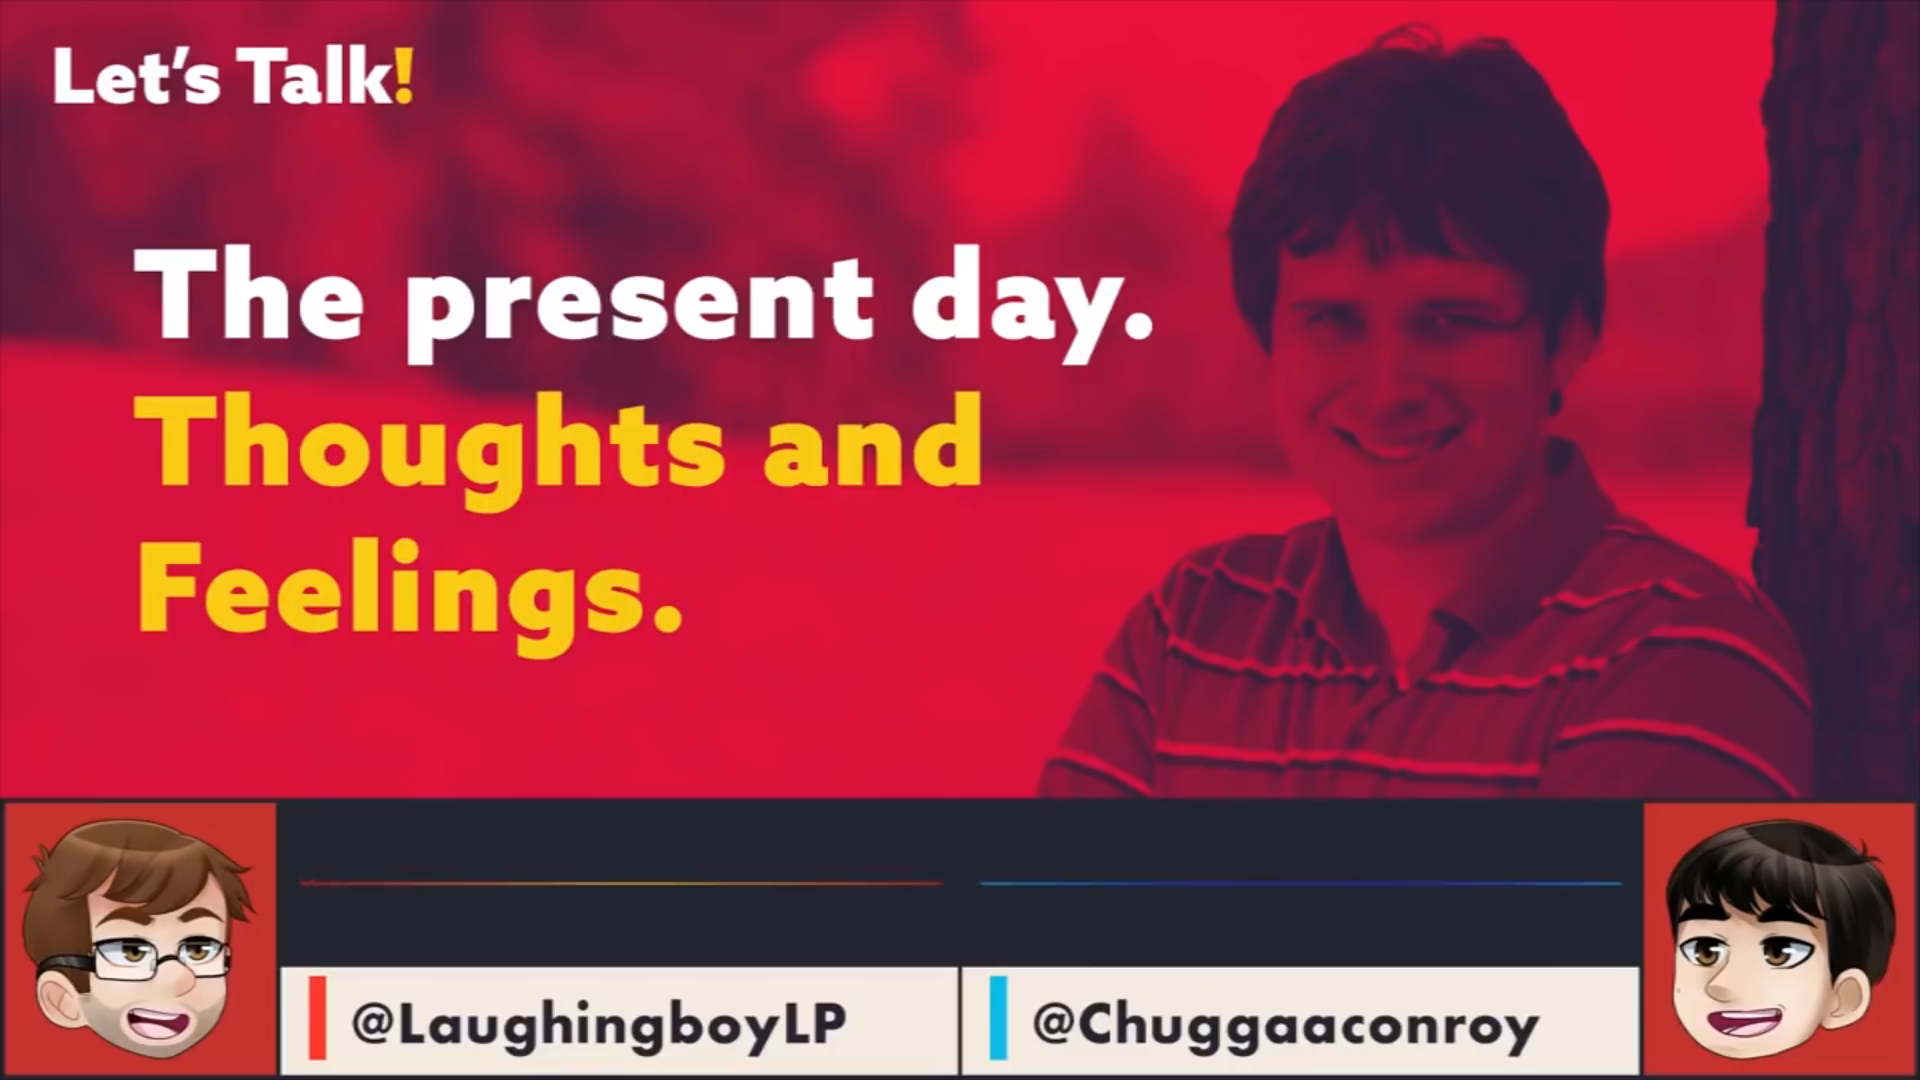 Let's Talk!
The present day.
Thoughts and
Feelings.
@LaughingboyLP
@Chuggaaconroy